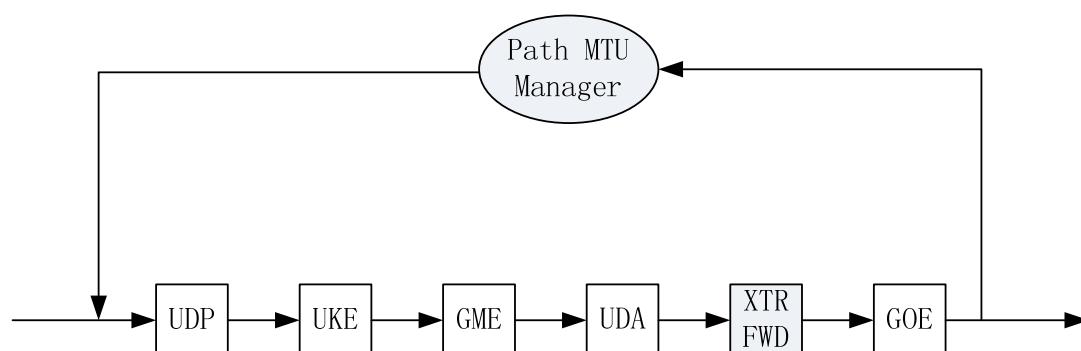 Path MTU
Manager
UDP
UKE
GME
UDA
XTR
FWD
GOE